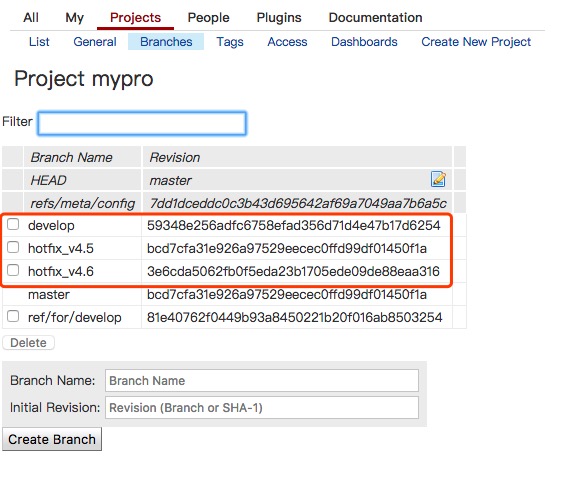 All My Projects People Plugins Documentation
List General Branches Tags Access Dashboards Create New Project
Project mypro
Filter
Branch Name Revision
HEAD master
refs/meta/config 7dd1dceddc0c3b43d695642af69a7049aa7b6a5c
develop 59348e256adfc6758efad356d71d4e47b17d6254
hotfix_v4.5 bcd7cfa31e926a97529eecec0ffd99df01450f1a
hotfix_v4.6 3e6cda5062fb0f5eda23b1705ede09de88eaa316
master bcd7cfa31e926a97529eecec0ffd99df01450f1a
ref/for/develop 81e40762f0449b93a8450221b20f016ab8503254
Delete
Branch Name: Branch Name
Initial Revision: Revision (Branch or SHA-1)
Create Branch